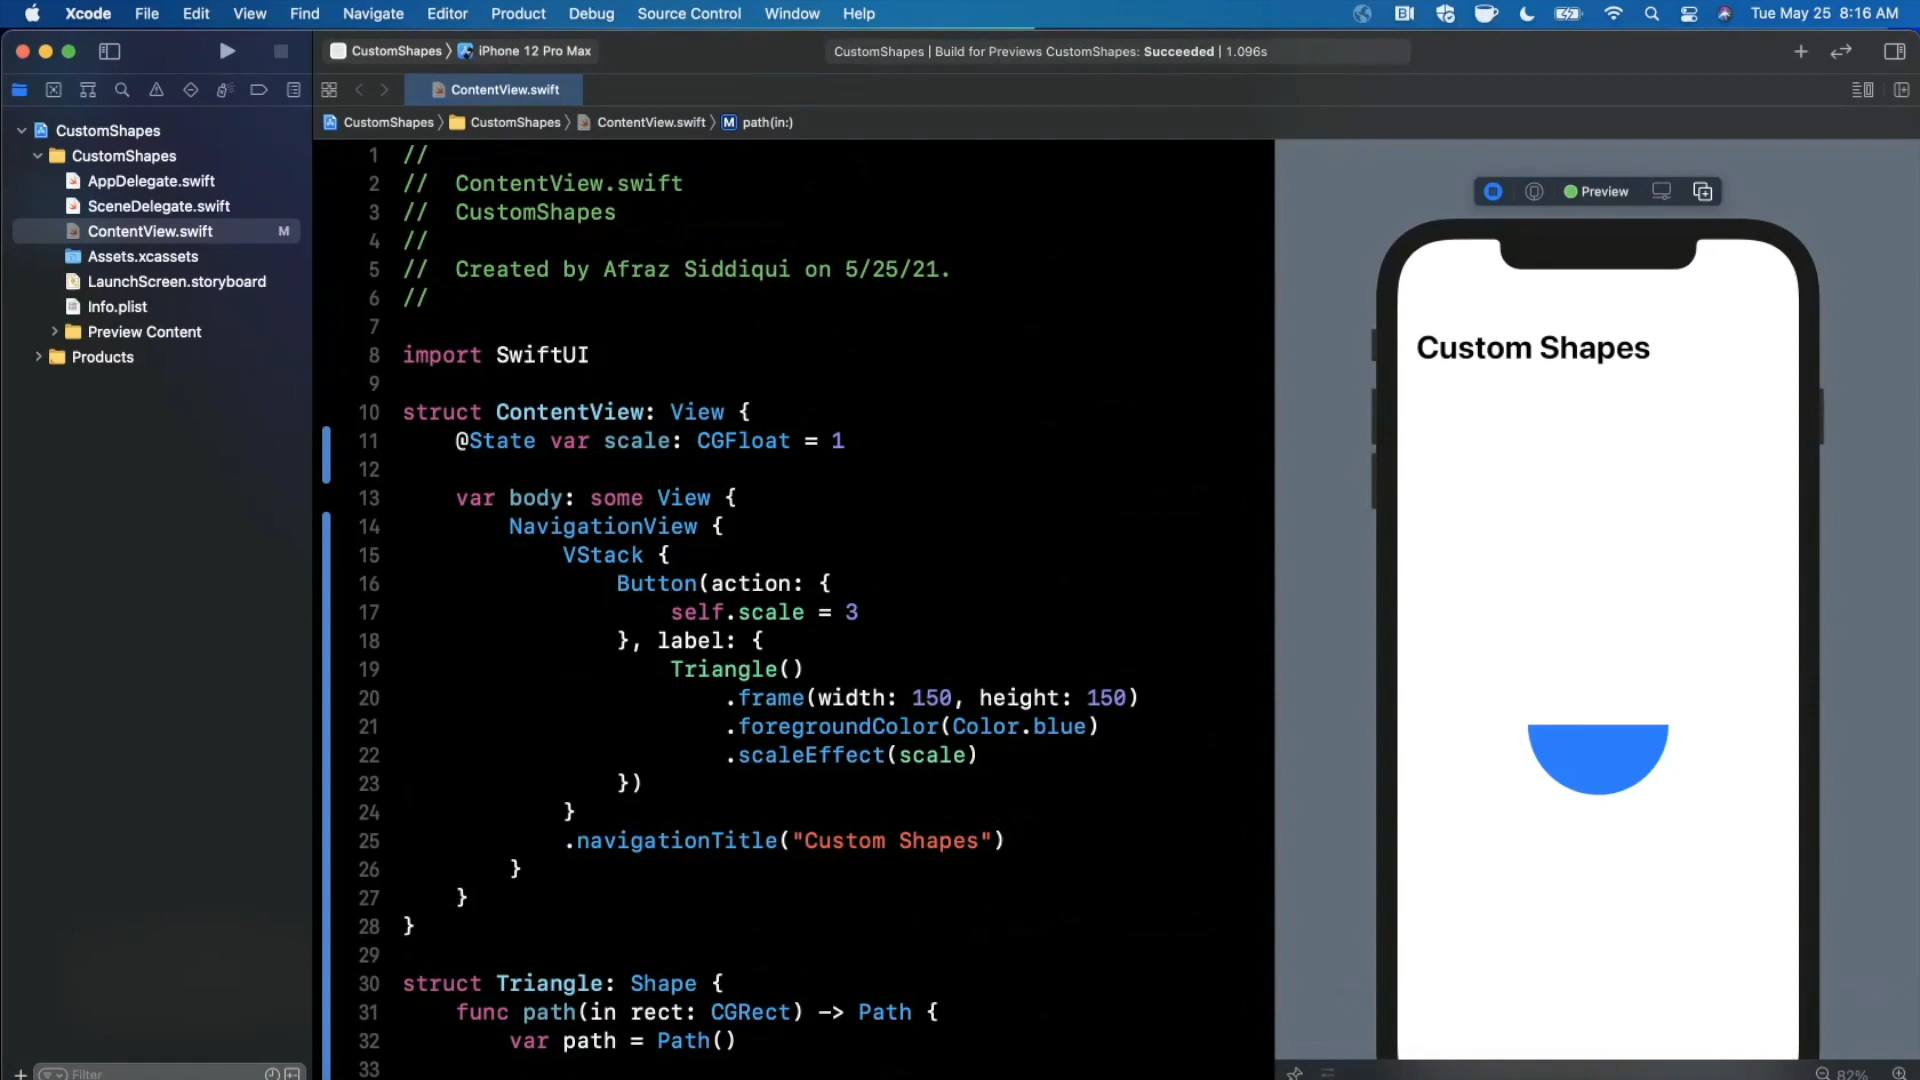 Xcode File Edit View Find Navigate Editor Product Debug Source Control Window Help Tue May 25 8:16 AM
CustomShapes iPhone 12 Pro Max CustomShapes | Build for Previews CustomShapes: Succeeded | 1.096s
ContentView.swift
CustomShapes CustomShapes ContentView.swift M path(in:)
CustomShapes
CustomShapes
AppDelegate.swift
SceneDelegate.swift
ContentView.swift M
Assets.xcassets
LaunchScreen.storyboard
Info.plist
Preview Content
Products
Filter
1 //
2 // ContentView.swift
3 // CustomShapes
4 //
5 // Created by Afraz Siddiqui on 5/25/21.
6 //
7
8 import SwiftUI
9
10 struct ContentView: View {
11 @State var scale: CGFloat = 1
12
13 var body: some View {
14 NavigationView {
15 VStack {
16 Button(action: {
17 self.scale = 3
18 }, label: {
19 Triangle()
20 .frame(width: 150, height: 150)
21 .foregroundColor(Color.blue)
22 .scaleEffect(scale)
23 })
24 }
25 .navigationTitle("Custom Shapes")
26 }
27 }
28 }
29
30 struct Triangle: Shape {
31 func path(in rect: CGRect) -> Path {
32 var path = Path()
33
Preview
Custom Shapes
82%